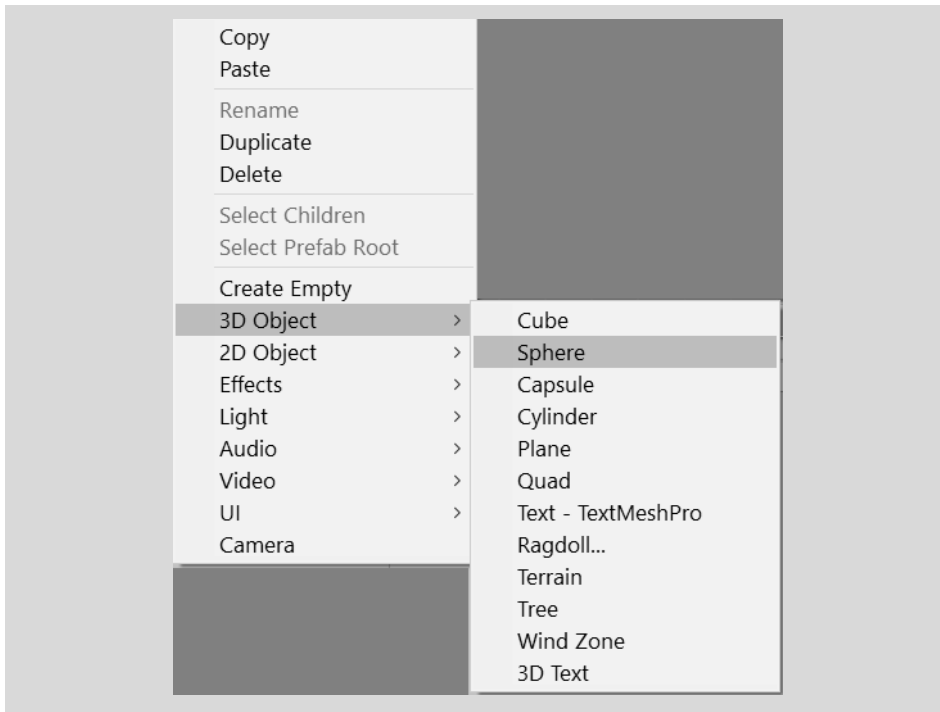 Copy
Paste
Rename
Duplicate
Delete
Select Children
Select Prefab Root
Create Empty
3D Object
2D Object
Effects
Light
Audio
Video
UI
Camera
Cube
Sphere
Capsule
Cylinder
Plane
Quad
Text - TextMeshPro
Ragdoll...
Terrain
Tree
Wind Zone
3D Text